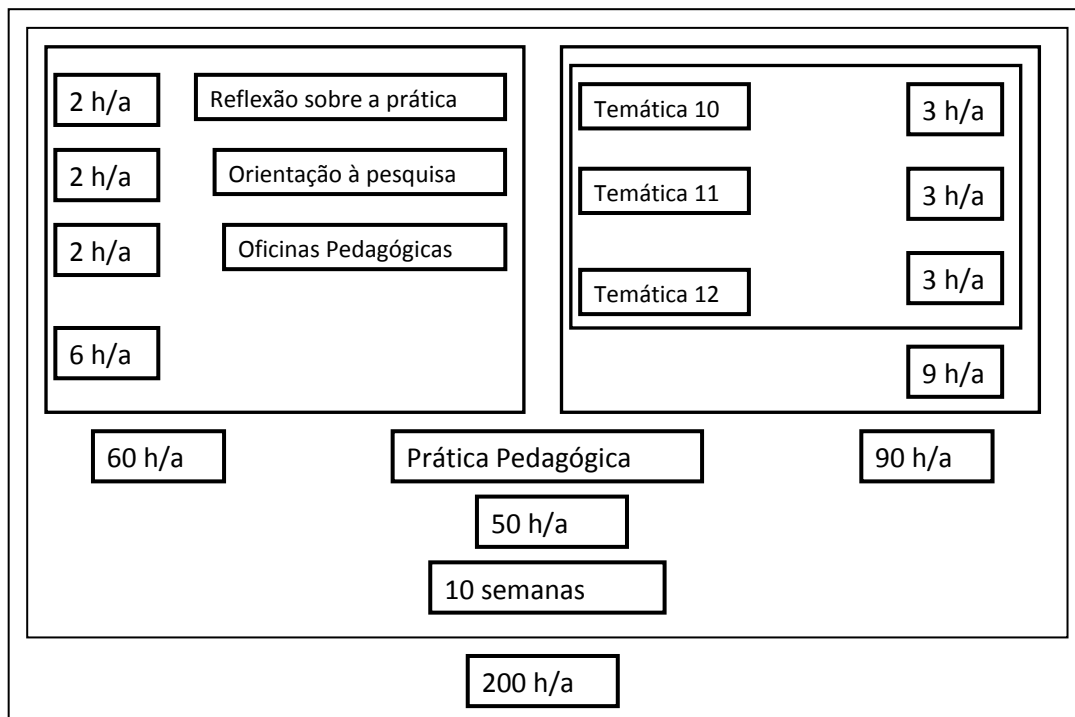 2 h/a
Reflexão sobre a prática
2 h/a
Orientação à pesquisa
2 h/a
Oficinas Pedagógicas
6 h/a
Temática 10
3 h/a
Temática 11
3 h/a
Temática 12
3 h/a
9 h/a
60 h/a
Prática Pedagógica
90 h/a
50 h/a
10 semanas
200 h/a